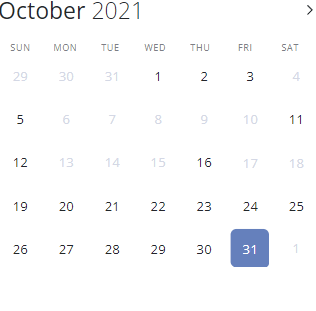 October 2021
SUN MON TUE WED THU FRI SAT
29 30 31 1 2 3 4
5 6 7 8 9 10 11
12 13 14 15 16 17 18
19 20 21 22 23 24 25
26 27 28 29 30 31 1